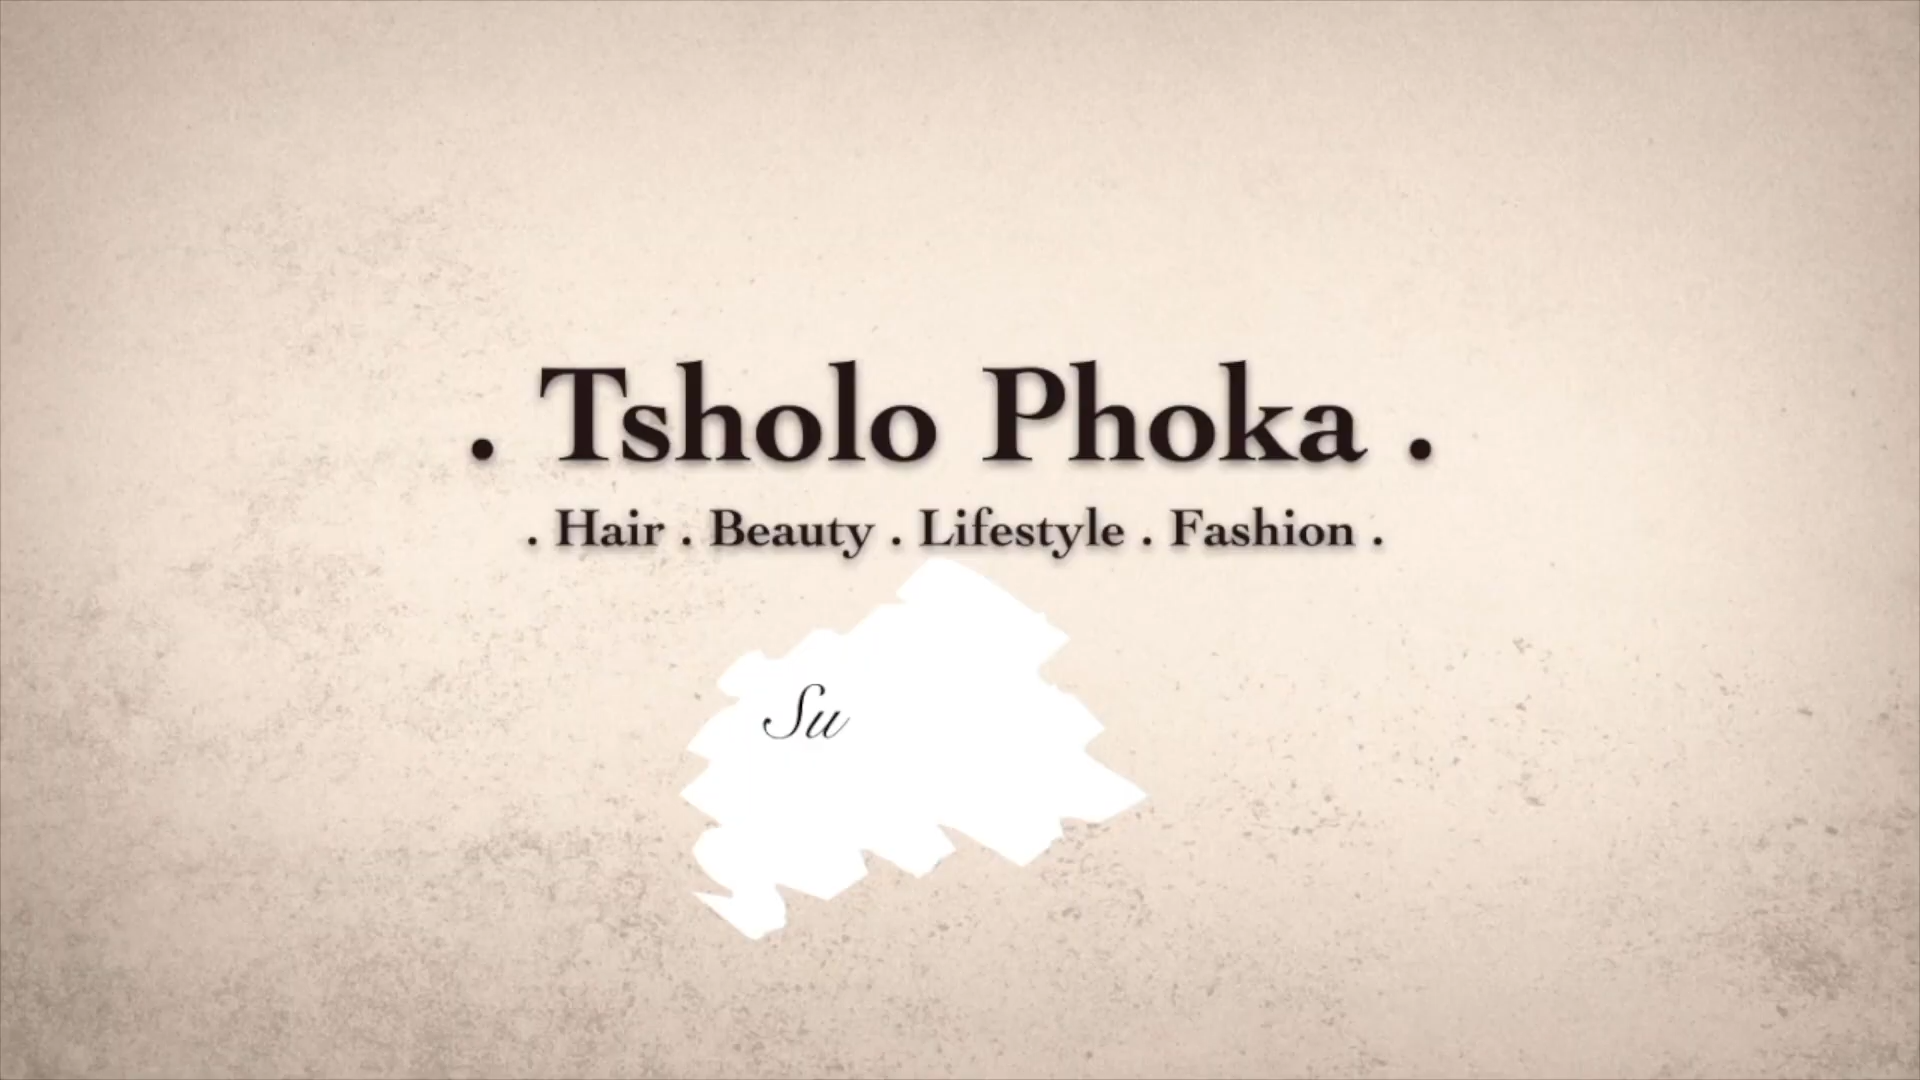 . Tsholo Phoka .
. Hair . Beauty . Lifestyle . Fashion .
Su